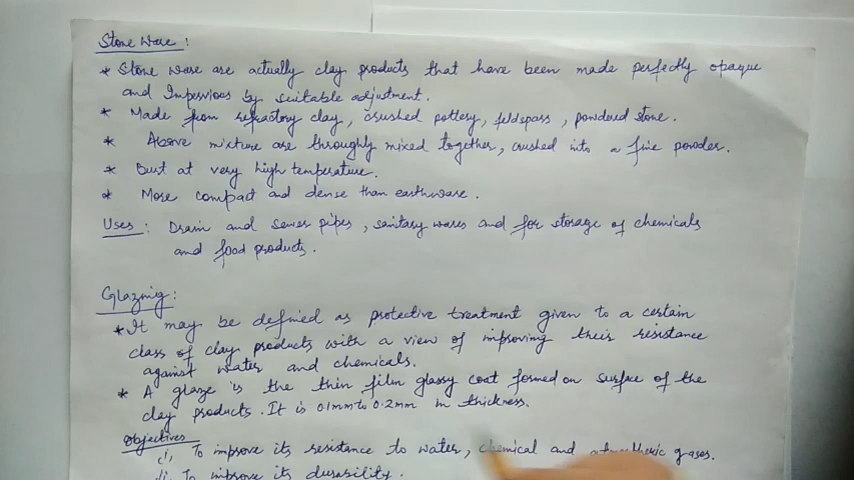 Stone Ware :
* Stone ware are actually clay products that have been made perfectly opaque
and Impervious by suitable adjustment.
* Made from refractory clay, crushed pottery, feldspass, powdered stone.
* Above mixture are throughly mixed together, crushed into a fine powder.
* Bust at very high temperature.
* More compact and dense than earthware.
Uses : Drain and sewer pipes, sanitary wares and for storage of chemicals
and food products.
Glazing :
* It may be defined as protective treatment given to a certain
class of clay products with a view of improving their resistance
against water and chemicals.
* A glaze is the thin film glassy coat formed on surface of the
clay products. It is 0.1mm to 0.2mm in thickness.
Objectives
(i) To improve its resistance to water, chemical and gases.
(ii) To improve its durability.